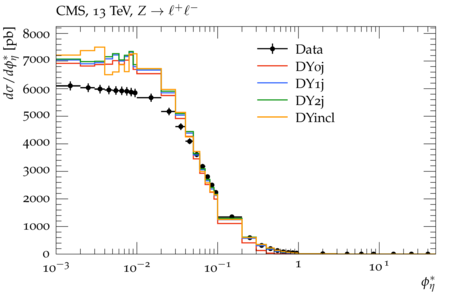 CMS, 13 TeV, Z → ℓ⁺ℓ⁻
dσ/dϕ*η [pb]
8000
7000
6000
5000
4000
3000
2000
1000
0
Data
DY0j
DY1j
DY2j
DYincl
10⁻³ 10⁻² 10⁻¹ 1 10¹
ϕ*η